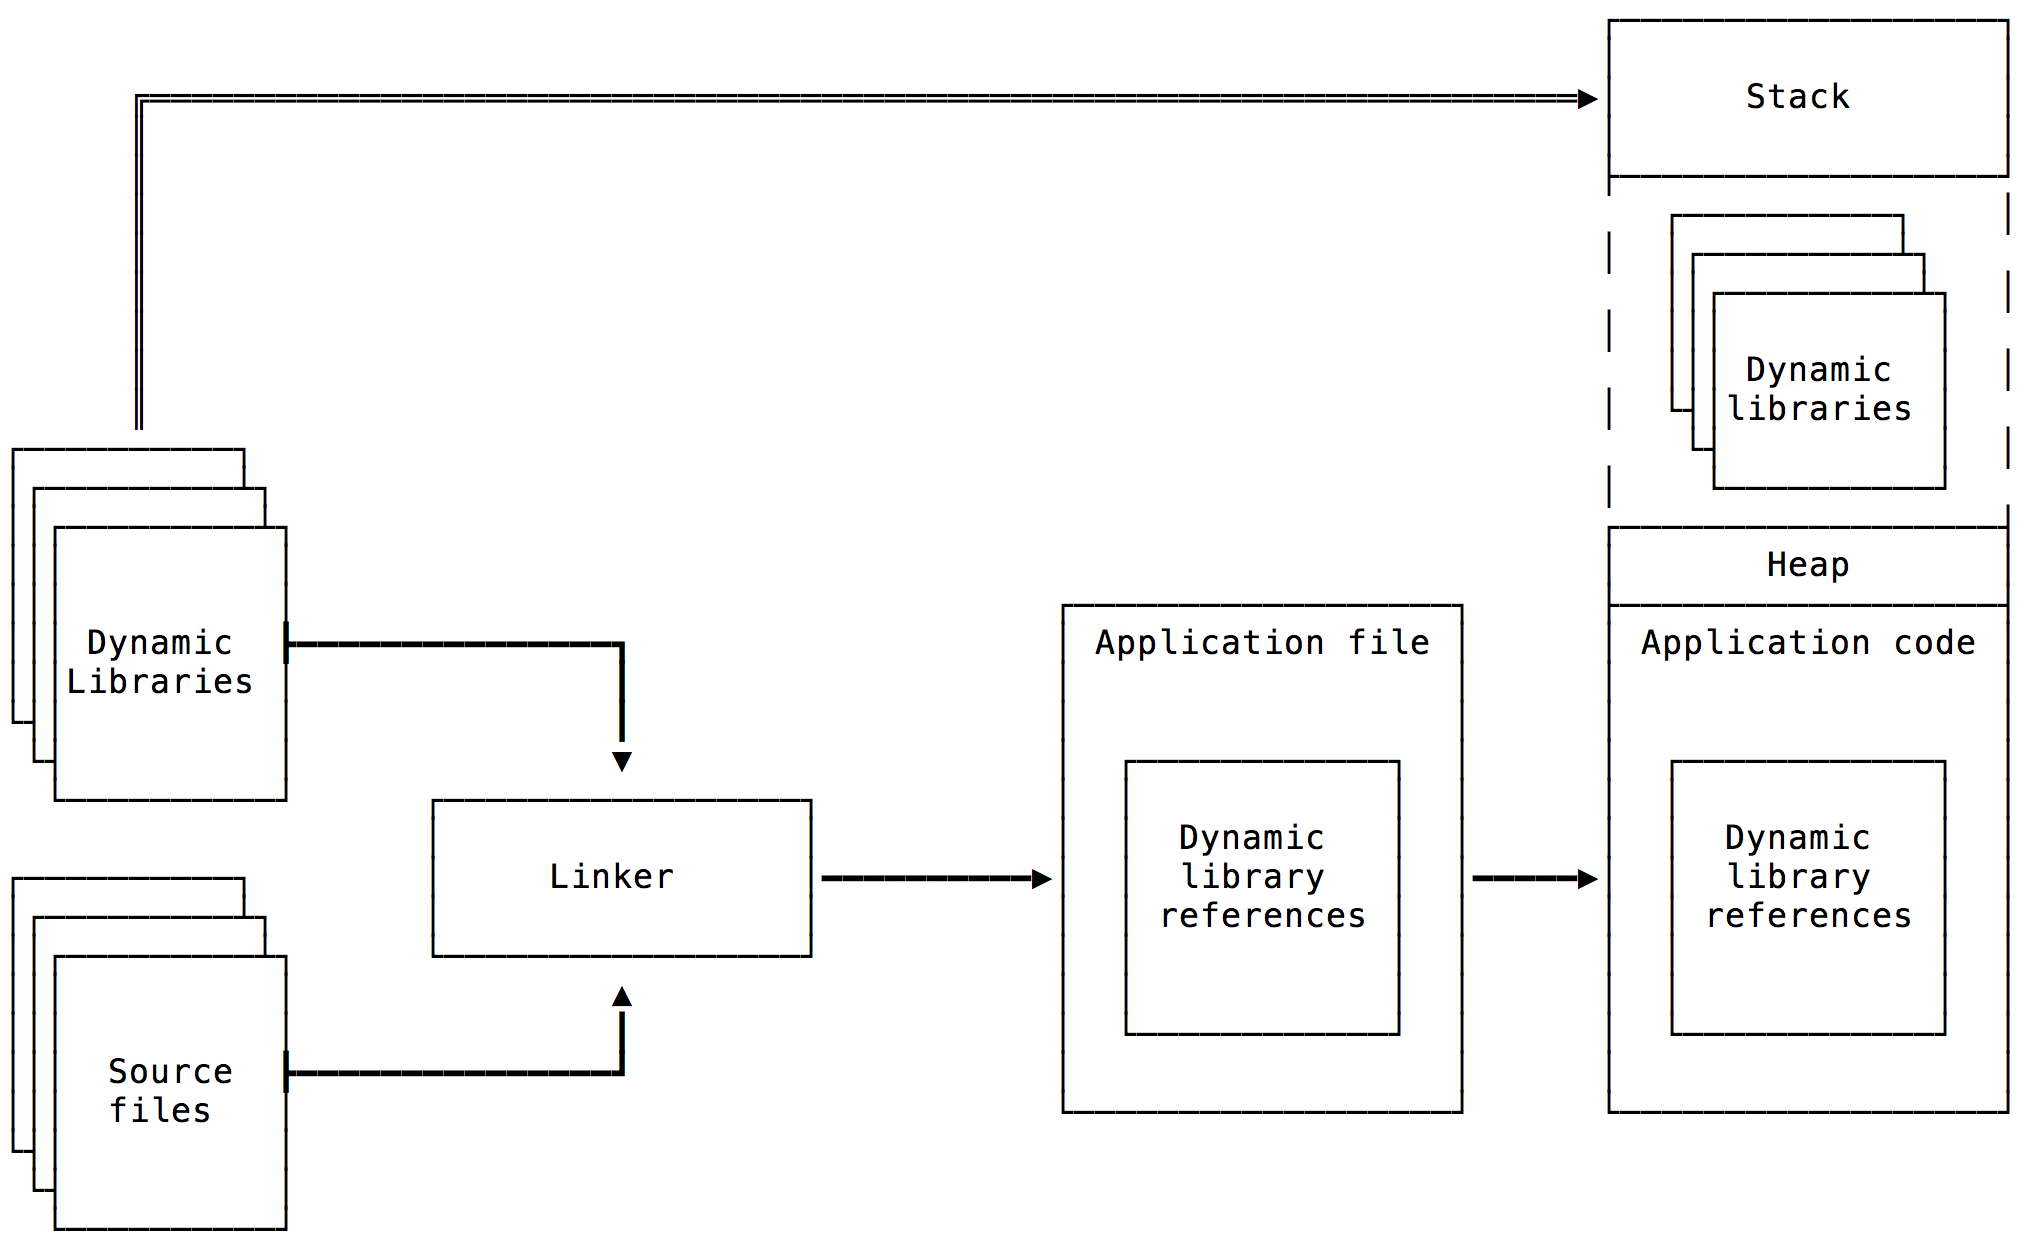 Stack
Dynamic
libraries
Heap
Dynamic
Libraries
Application file
Application code
Dynamic
library
references
Dynamic
library
references
Linker
Source
files